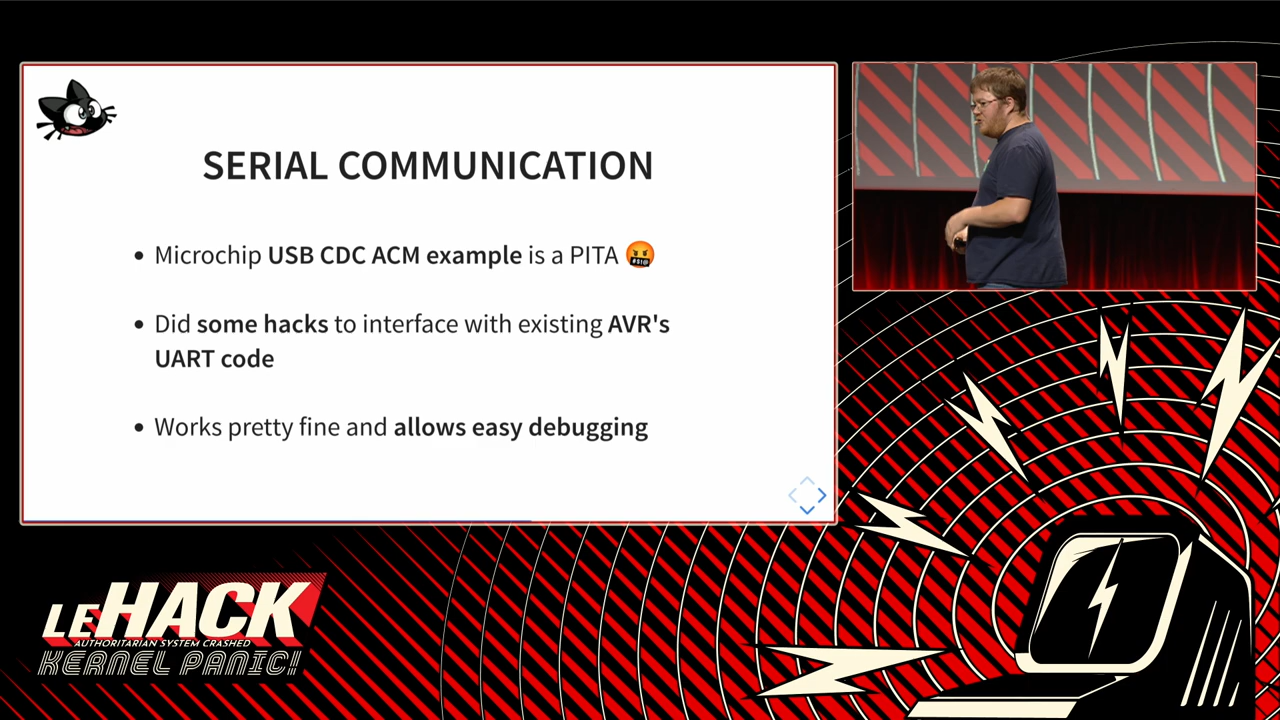 SERIAL COMMUNICATION
• Microchip USB CDC ACM example is a PITA 🤬
• Did some hacks to interface with existing AVR's
UART code
• Works pretty fine and allows easy debugging
LEHACK
AUTHORITARIAN SYSTEM CRASHED
KERNEL PANIC!